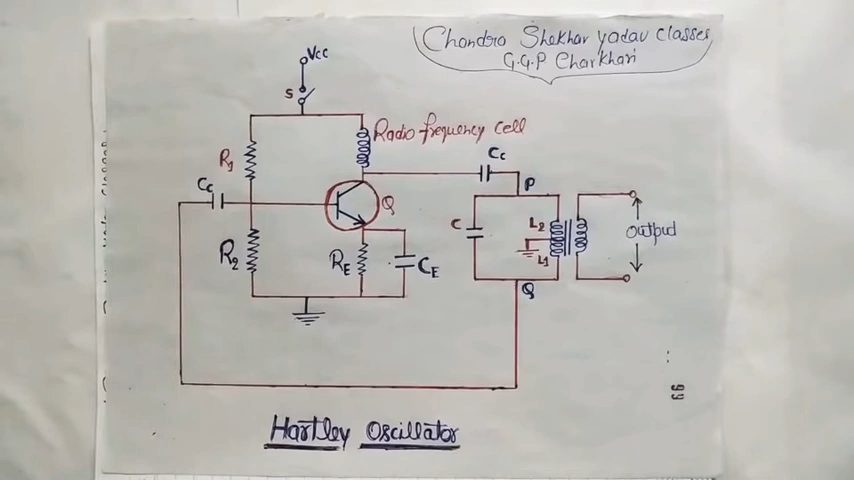 Chandra Shekhar yadav Classes
G.G.P Charkhari
Vcc
S
Radio frequency Cell
R1
Cc
Cc
P
Q
C
L2
L1
output
R2
RE
CE
Q
99
Hartley Oscillator